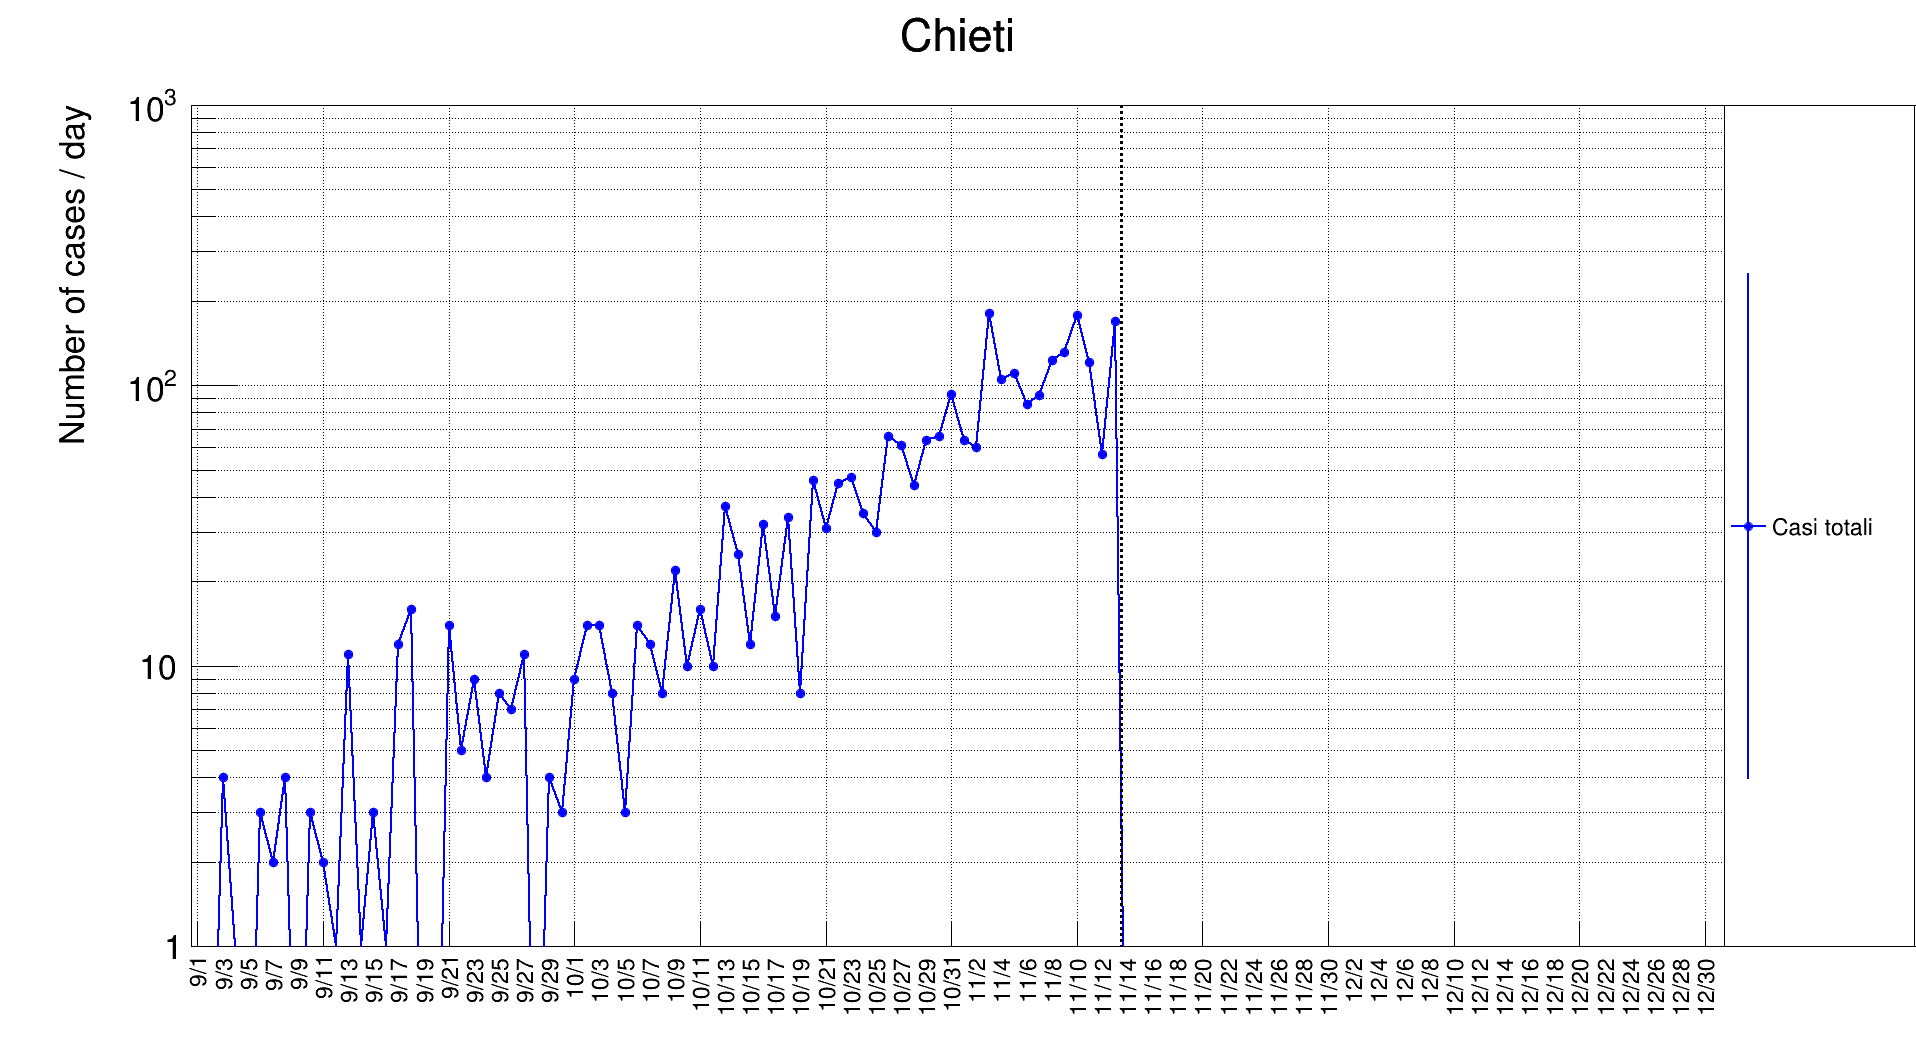 Chieti
Number of cases / day
10³
10²
10
1
9/1 9/3 9/5 9/7 9/9 9/11 9/13 9/15 9/17 9/19 9/21 9/23 9/25 9/27 9/29 10/1 10/3 10/5 10/7 10/9 10/11 10/13 10/15 10/17 10/19 10/21 10/23 10/25 10/27 10/29 10/31 11/2 11/4 11/6 11/8 11/10 11/12 11/14 11/16 11/18 11/20 11/22 11/24 11/26 11/28 11/30 12/2 12/4 12/6 12/8 12/10 12/12 12/14 12/16 12/18 12/20 12/22 12/24 12/26 12/28 12/30
Casi totali